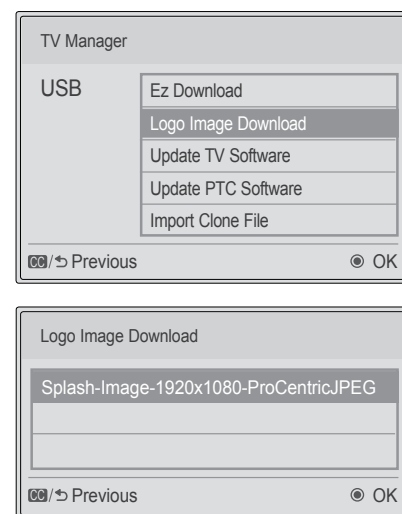 TV Manager
USB
Ez Download
Logo Image Download
Update TV Software
Update PTC Software
Import Clone File
CC/⮌ Previous
◉ OK
Logo Image Download
Splash-Image-1920x1080-ProCentricJPEG
CC/⮌ Previous
◉ OK